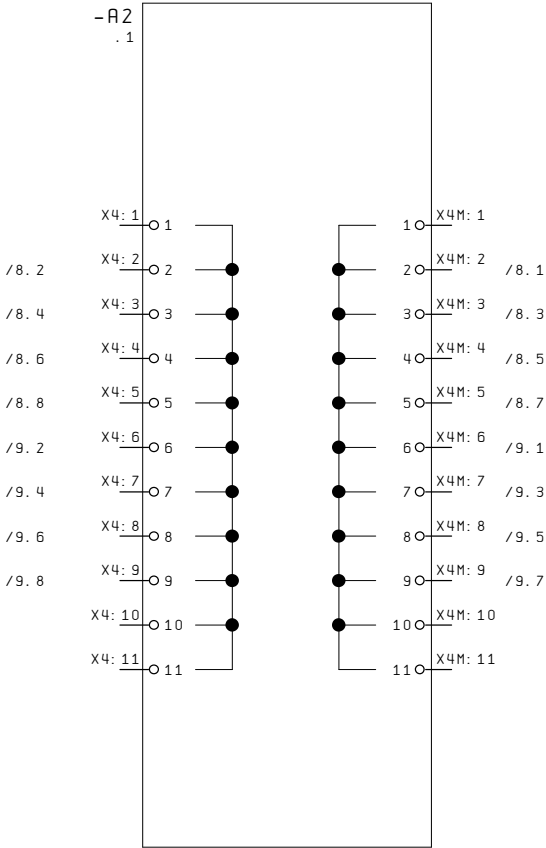 -A2
.1
X4:1 1 1 X4M:1
/8.2 X4:2 2 2 X4M:2 /8.1
/8.4 X4:3 3 3 X4M:3 /8.3
/8.6 X4:4 4 4 X4M:4 /8.5
/8.8 X4:5 5 5 X4M:5 /8.7
/9.2 X4:6 6 6 X4M:6 /9.1
/9.4 X4:7 7 7 X4M:7 /9.3
/9.6 X4:8 8 8 X4M:8 /9.5
/9.8 X4:9 9 9 X4M:9 /9.7
X4:10 10 10 X4M:10
X4:11 11 11 X4M:11